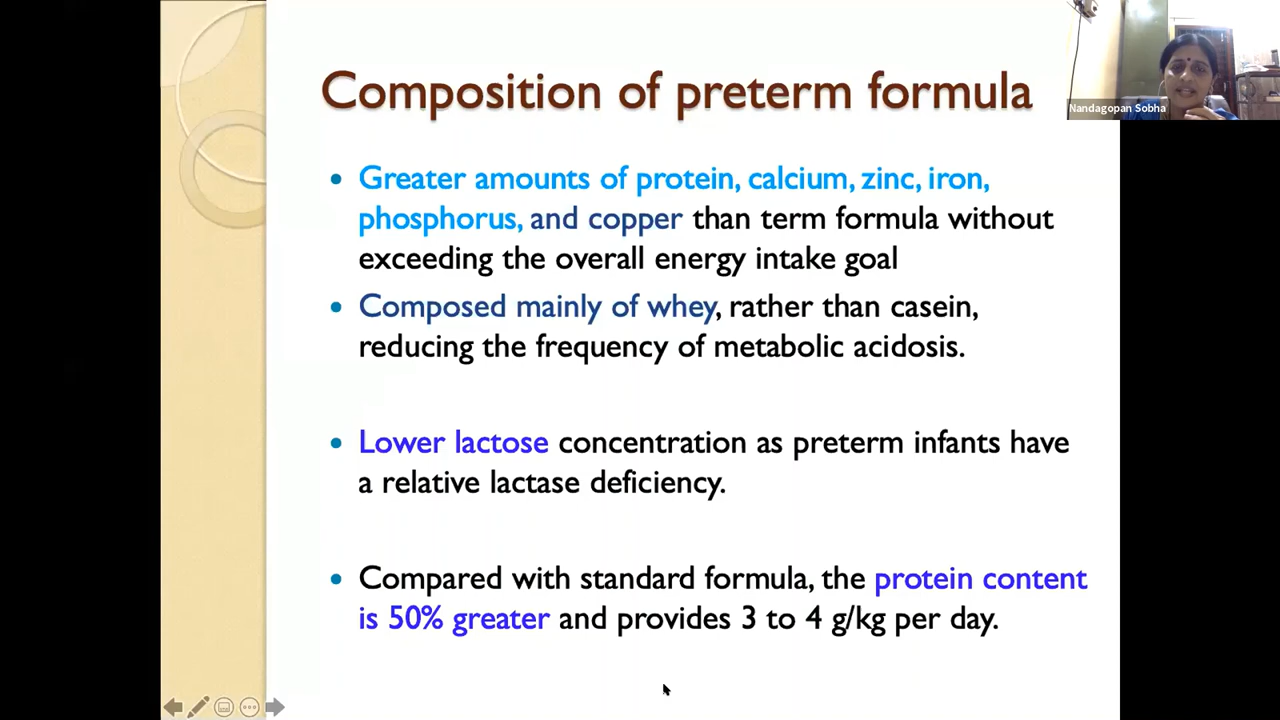 Composition of preterm formula
Nandagopan Sobha
• Greater amounts of protein, calcium, zinc, iron,
phosphorus, and copper than term formula without
exceeding the overall energy intake goal
• Composed mainly of whey, rather than casein,
reducing the frequency of metabolic acidosis.
• Lower lactose concentration as preterm infants have
a relative lactase deficiency.
• Compared with standard formula, the protein content
is 50% greater and provides 3 to 4 g/kg per day.